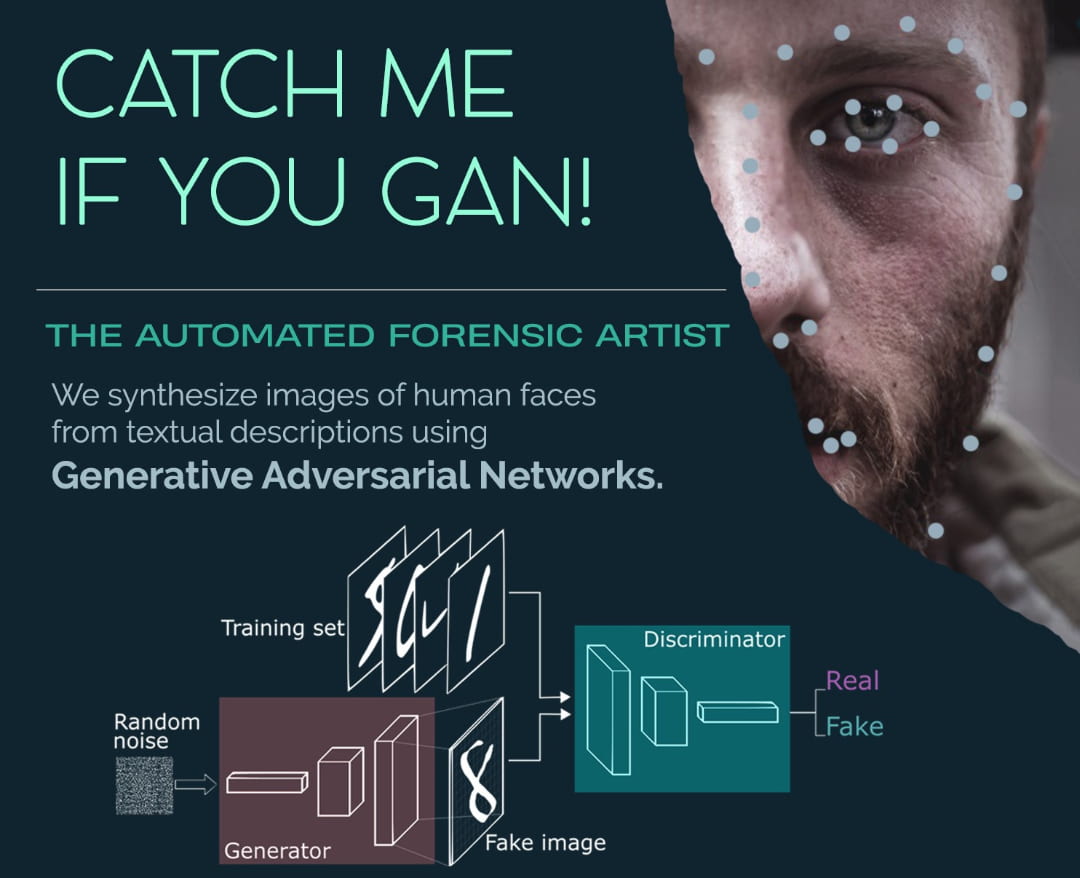 CATCH ME
IF YOU GAN!
THE AUTOMATED FORENSIC ARTIST
We synthesize images of human faces
from textual descriptions using
Generative Adversarial Networks.
Training set
Discriminator
Real
Fake
Random
noise
8
Generator
Fake image